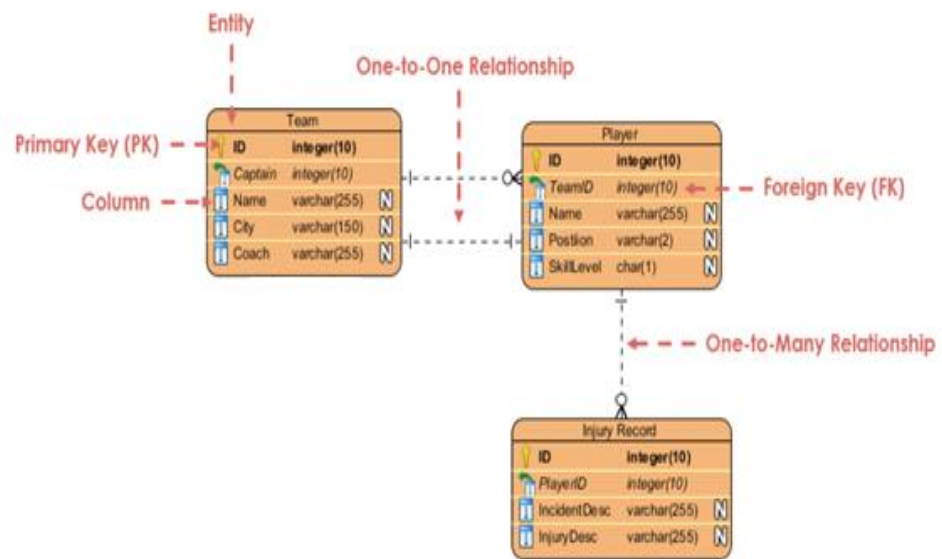 Entity
One-to-One Relationship
Team
Primary Key (PK)
ID integer(10)
Captain integer(10)
Column
Name varchar(255) N
City varchar(150) N
Coach varchar(255) N
Player
ID integer(10)
TeamID integer(10)
Foreign Key (FK)
Name varchar(255) N
Postiion varchar(2) N
SkillLevel char(1) N
One-to-Many Relationship
Injury Record
ID integer(10)
PlayerID integer(10)
IncidentDesc varchar(255) N
InjuryDesc varchar(255) N